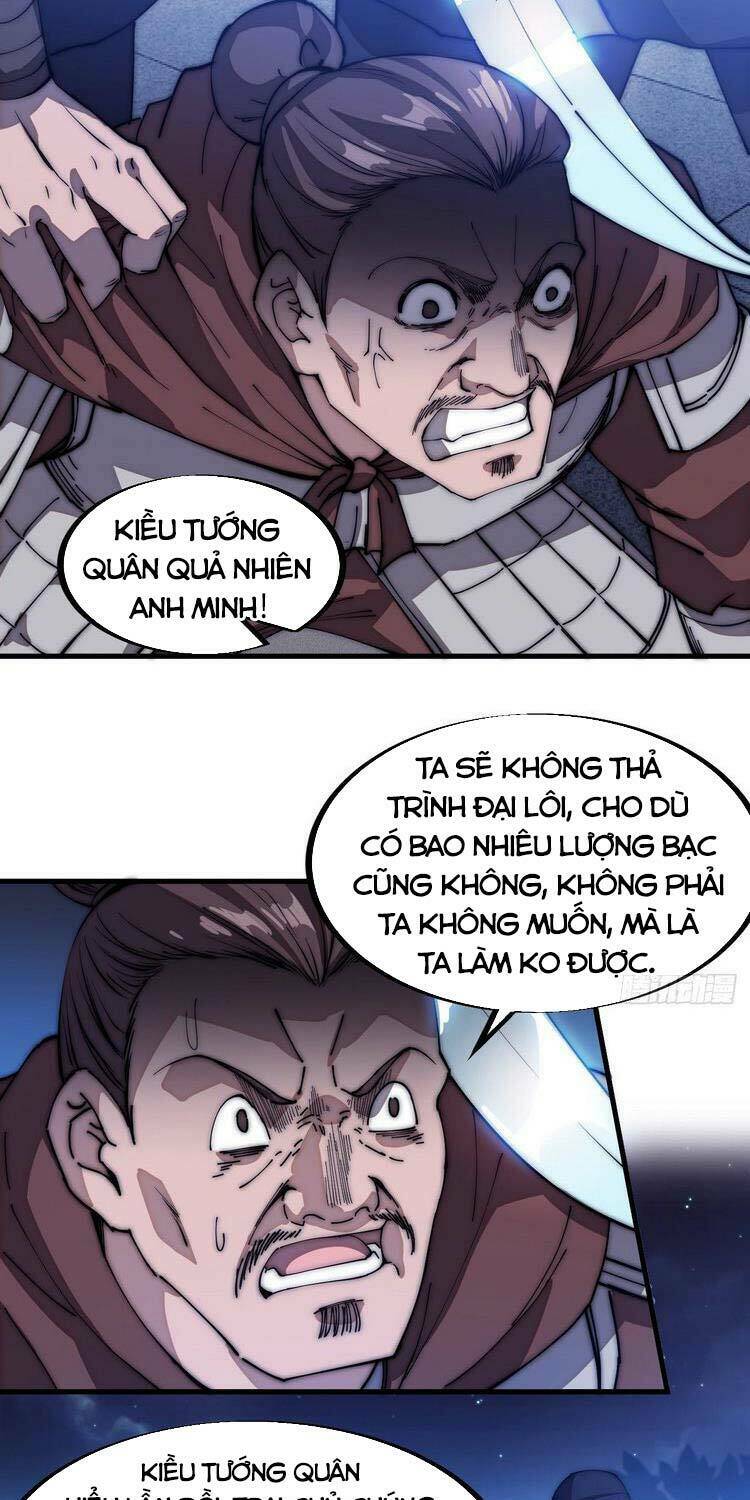 KIỀU TƯỚNG
QUÂN QUẢ NHIÊN
ANH MINH!
TA SẼ KHÔNG THẢ
TRÌNH ĐẠI LÔI, CHO DÙ
CÓ BAO NHIÊU LƯỢNG BẠC
CŨNG KHÔNG, KHÔNG PHẢI
TA KHÔNG MUỐN, MÀ LÀ
TA LÀM KO ĐƯỢC.
KIỀU TƯỚNG QUÂN